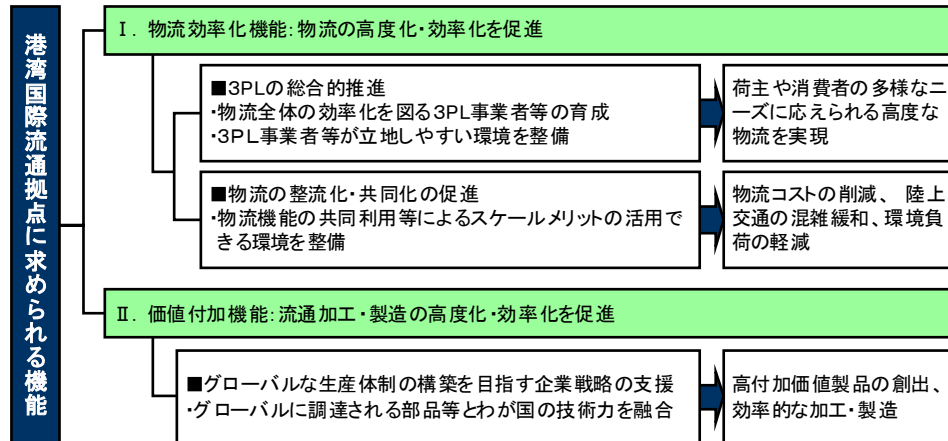 港湾国際流通拠点に求められる機能
Ⅰ. 物流効率化機能:物流の高度化・効率化を促進
■3PLの総合的推進
・物流全体の効率化を図る3PL事業者等の育成
・3PL事業者等が立地しやすい環境を整備
荷主や消費者の多様なニ
ーズに応えられる高度な
物流を実現
■物流の整流化・共同化の促進
・物流機能の共同利用等によるスケールメリットの活用で
きる環境を整備
物流コストの削減、 陸上
交通の混雑緩和、環境負
荷の軽減
Ⅱ. 価値付加機能:流通加工・製造の高度化・効率化を促進
■グローバルな生産体制の構築を目指す企業戦略の支援
・グローバルに調達される部品等とわが国の技術力を融合
高付加価値製品の創出、
効率的な加工・製造